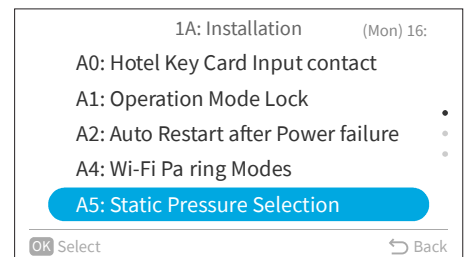 1A: Installation (Mon) 16:
A0: Hotel Key Card Input contact
A1: Operation Mode Lock
A2: Auto Restart after Power failure
A4: Wi-Fi Pa ring Modes
A5: Static Pressure Selection
OK Select Back